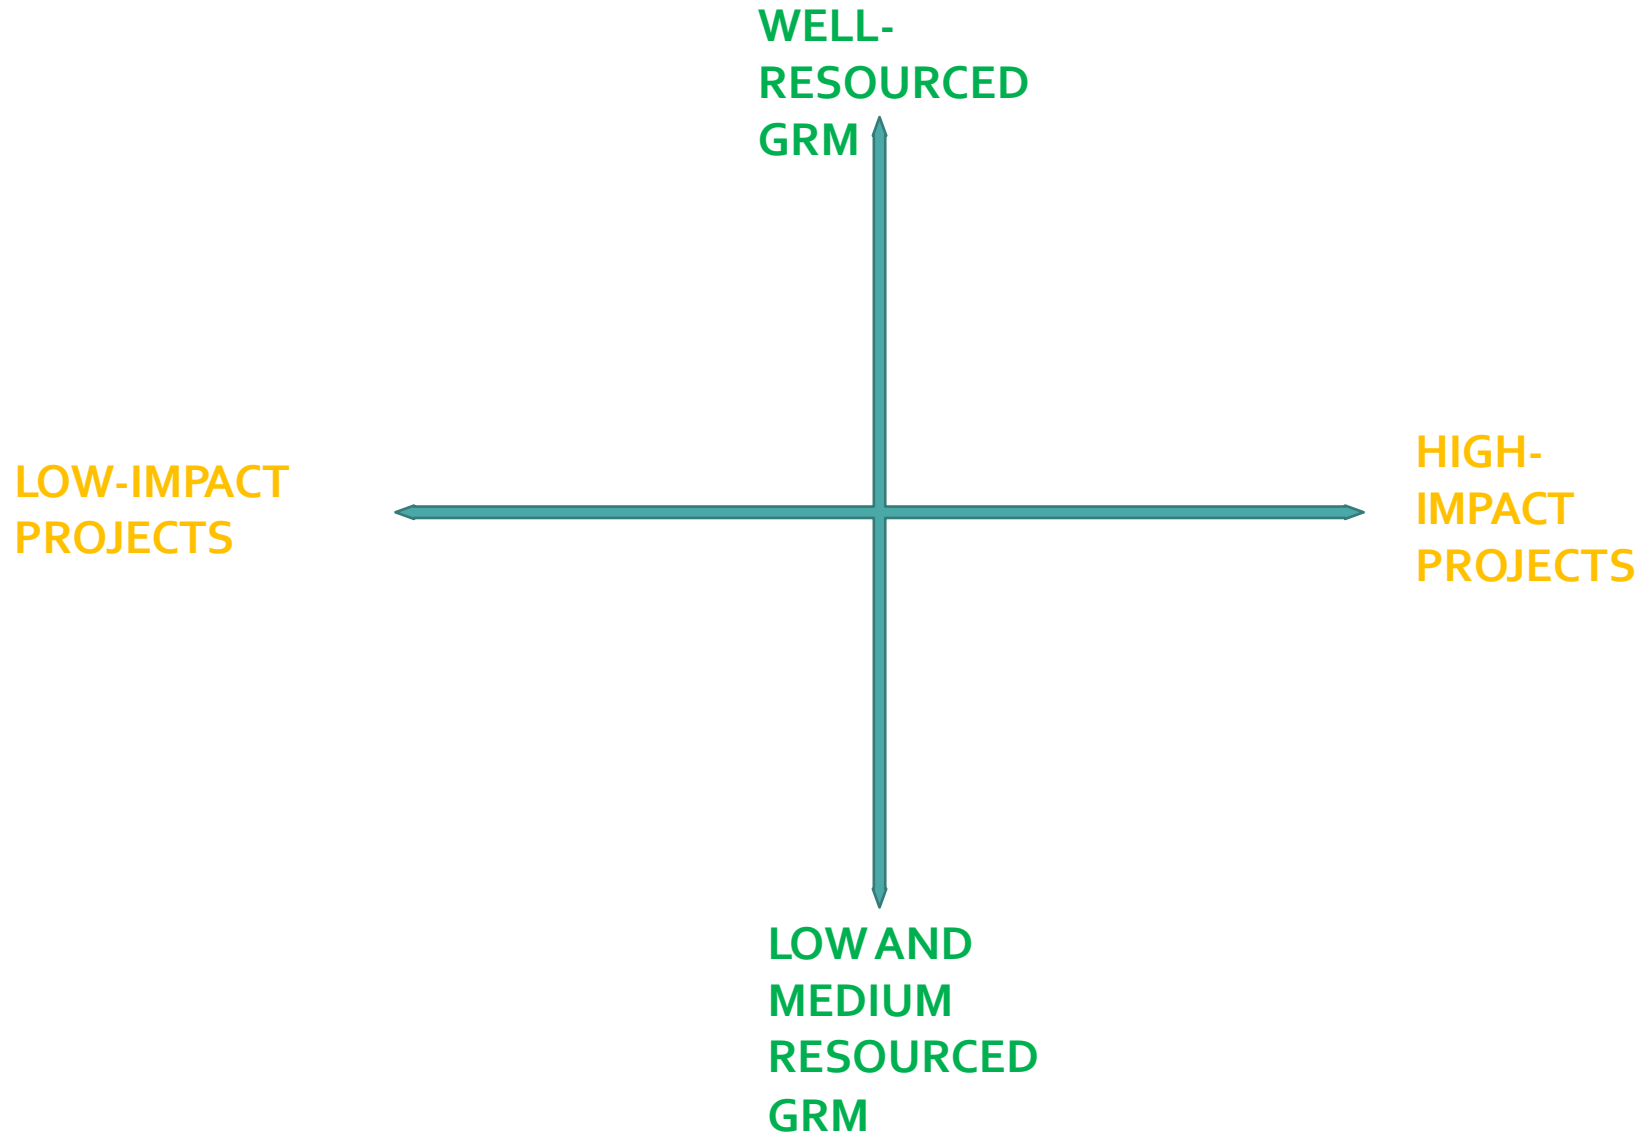 WELL-
RESOURCED
GRM
LOW-IMPACT
PROJECTS
HIGH-
IMPACT
PROJECTS
LOW AND
MEDIUM
RESOURCED
GRM